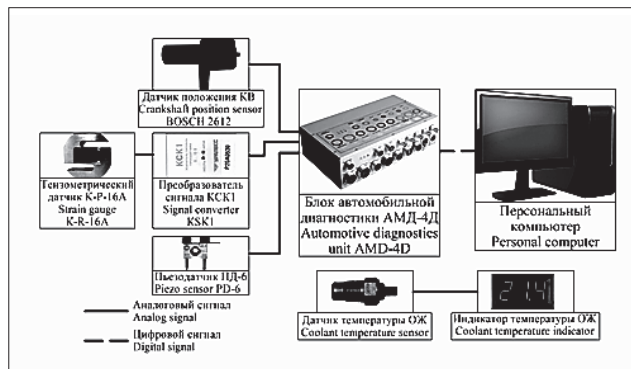 Датчик положения КВ
Crankshaft position sensor
BOSCH 2612
КСК1
Тензометрический
датчик К-Р-16А
Strain gauge
K-R-16A
Преобразователь
сигнала КСК1
Signal converter
KSK1
Блок автомобильной
диагностики АМД-4Д
Automotive diagnostics
unit AMD-4D
Персональный
компьютер
Personal computer
Пьезодатчик ПД-6
Piezo sensor PD-6
Аналоговый сигнал
Analog signal
Цифровой сигнал
Digital signal
Датчик температуры ОЖ
Coolant temperature sensor
21.4
Индикатор температуры ОЖ
Coolant temperature indicator